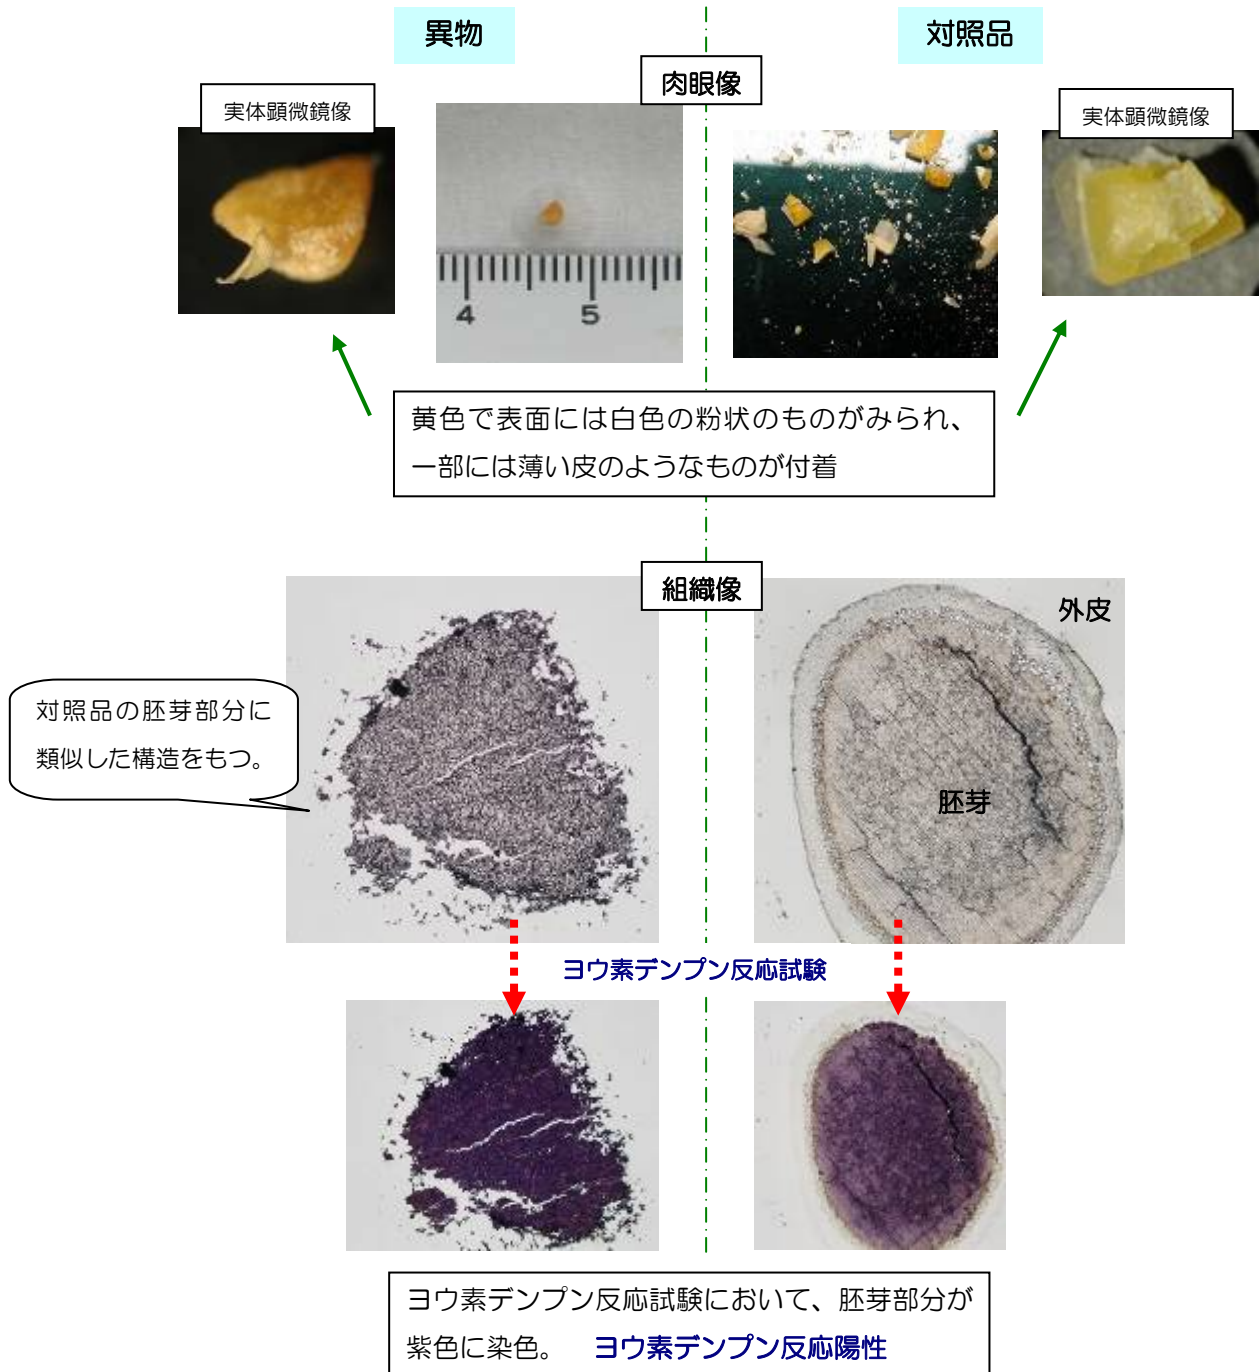 異物
対照品
肉眼像
実体顕微鏡像
実体顕微鏡像
4 5
黄色で表面には白色の粉状のものがみられ、
一部には薄い皮のようなものが付着
組織像
外皮
対照品の胚芽部分に
類似した構造をもつ。
胚芽
ヨウ素デンプン反応試験
ヨウ素デンプン反応試験において、胚芽部分が
紫色に染色。 ヨウ素デンプン反応陽性